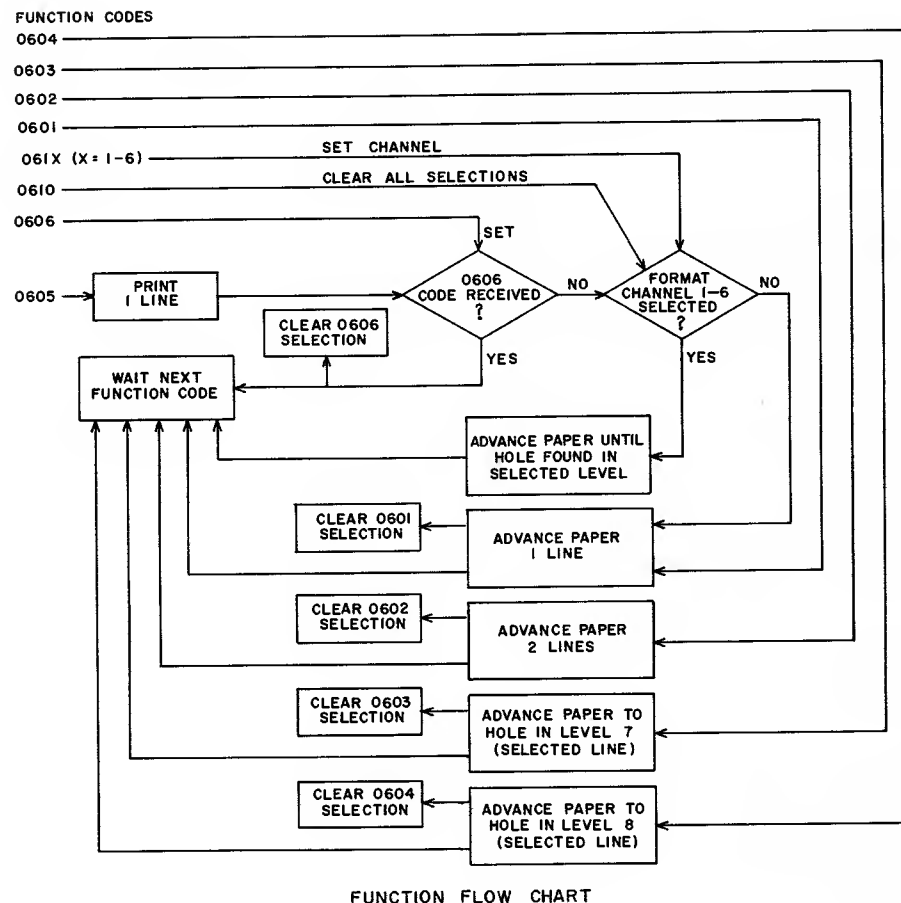 FUNCTION CODES
0604
0603
0602
0601
061X (X = 1-6)
SET CHANNEL
0610
CLEAR ALL SELECTIONS
0606
SET
0605
PRINT
1 LINE
0606
CODE RECEIVED
?
NO
FORMAT
CHANNEL 1-6
SELECTED
?
NO
CLEAR 0606
SELECTION
YES
YES
WAIT NEXT
FUNCTION CODE
ADVANCE PAPER UNTIL
HOLE FOUND IN
SELECTED LEVEL
CLEAR 0601
SELECTION
ADVANCE PAPER
1 LINE
CLEAR 0602
SELECTION
ADVANCE PAPER
2 LINES
CLEAR 0603
SELECTION
ADVANCE PAPER TO
HOLE IN LEVEL 7
(SELECTED LINE)
CLEAR 0604
SELECTION
ADVANCE PAPER TO
HOLE IN LEVEL 8
(SELECTED LINE)
FUNCTION FLOW CHART